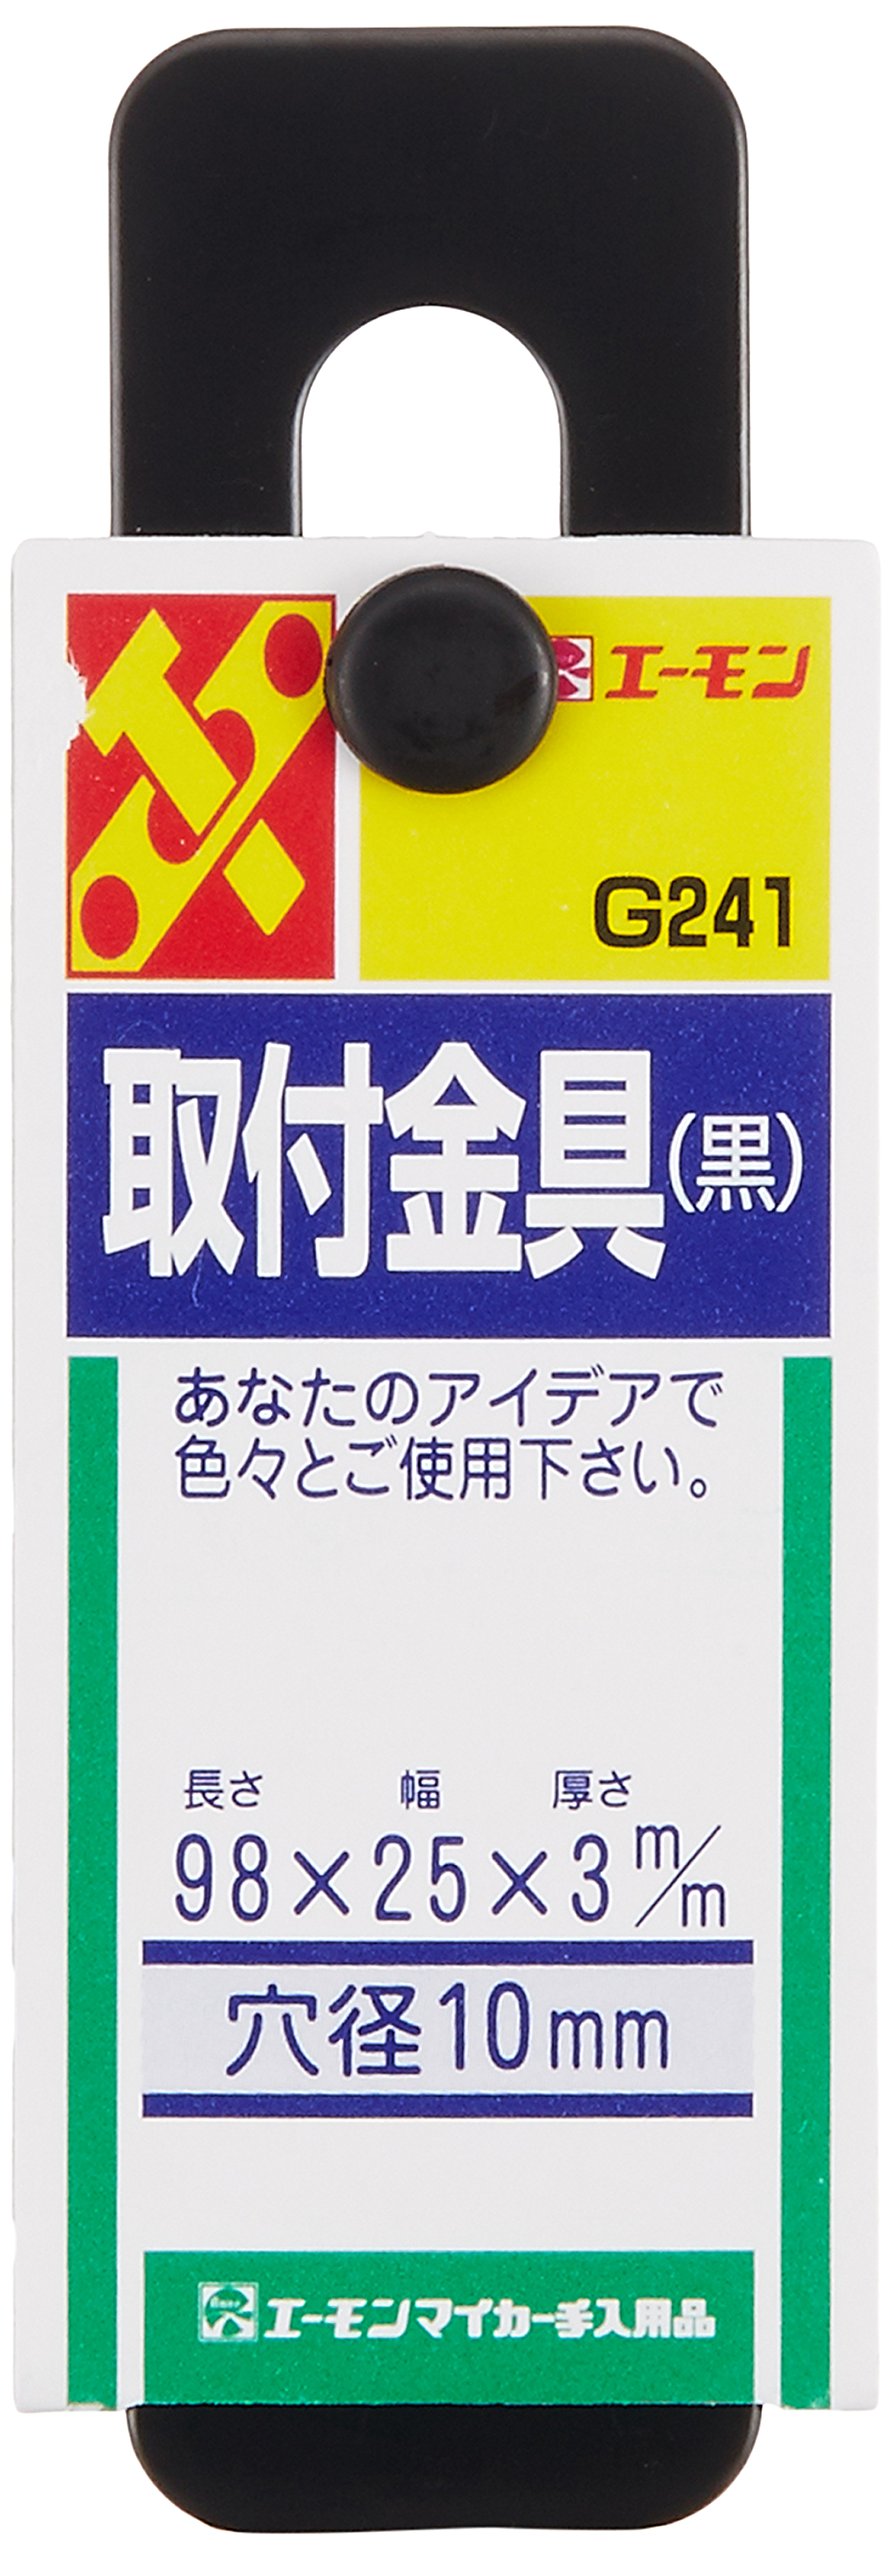 エーモン
G241
取付金具(黒)
あなたのアイデアで
色々とご使用下さい。
長さ 幅 厚さ
98×25×3m/m
穴径10mm
エーモンマイカー手入用品